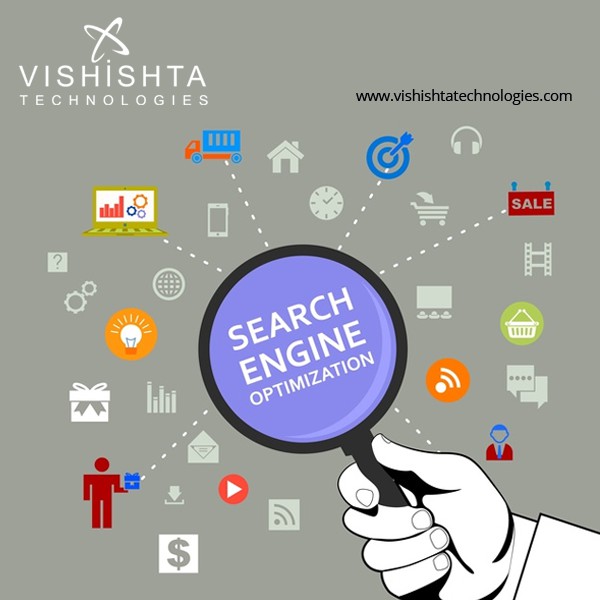 VISHiSHTA
TECHNOLOGIES
www.vishishtatechnologies.com
SALE
?
SEARCH
ENGINE
OPTIMIZATION
$